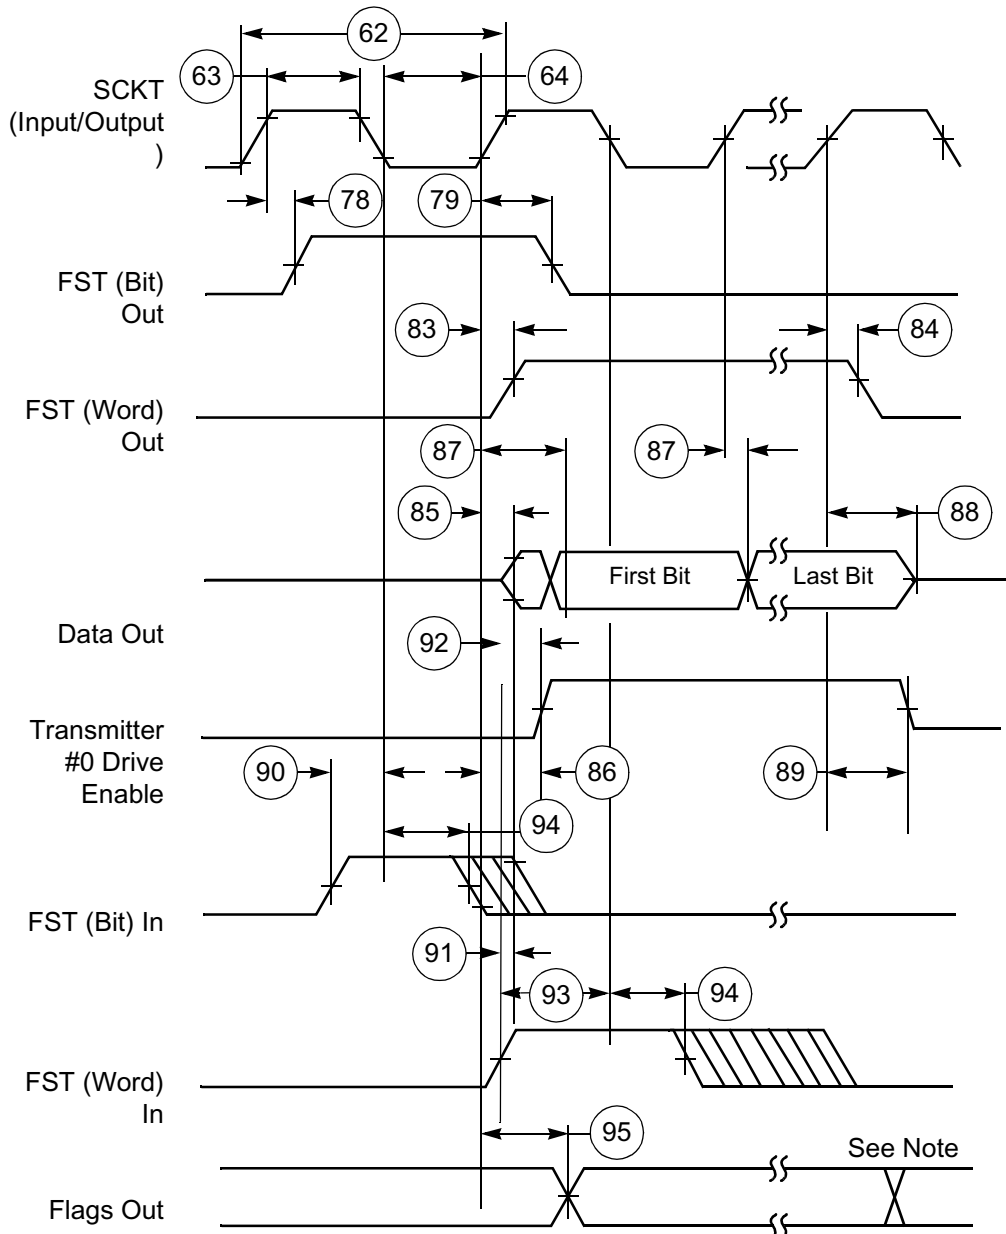 62
63
64
SCKT
(Input/Output
)
78
79
FST (Bit)
Out
83
84
FST (Word)
Out
87
87
85
88
First Bit
Last Bit
Data Out
92
Transmitter
#0 Drive
Enable
90
86
89
94
FST (Bit) In
91
93
94
FST (Word)
In
95
See Note
Flags Out